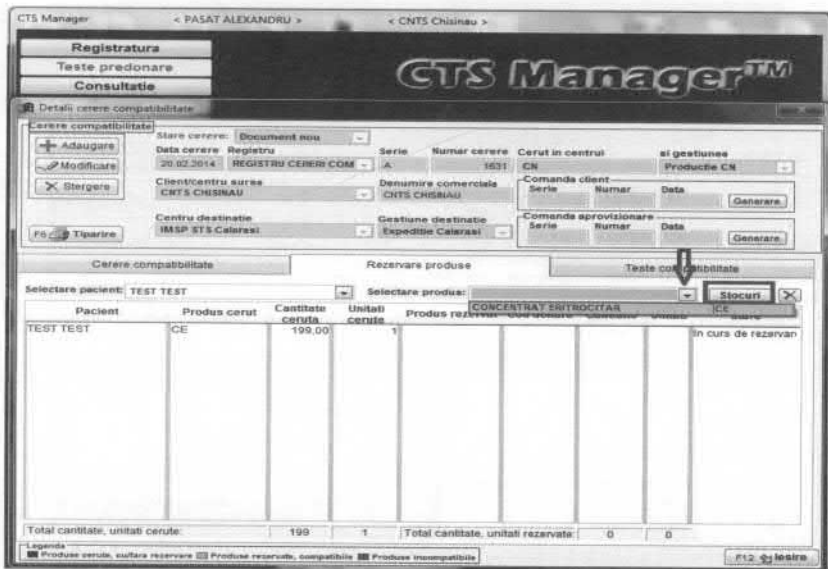 CTS Manager < PASAT ALEXANDRU > < CNTS Chisinau >
Registratura
Teste predonare
Consultatie
CTS Manager™
Detalii cerere compatibilitate
Cerere compatibilitate
Adaugare
Modificare
Stergere
F6 Tiparire
Stare cerere: Document nou
Data cerere Registru Serie Numar cerere Cerut in centrul si gestiunea
20.02.2014 REGISTRU CERERI COM A 1631 CN Productie CN
Client/centru sursa Denumire comerciala Comanda client
CNTS CHISINAU CNTS CHISINAU Serie Numar Data Generare
Centru destinatie Gestiune destinatie Comanda aprovizionare
IMSP STS Calarasi Expeditie Calarasi Serie Numar Data Generare
Cerere compatibilitate Rezervare produse Teste compatibilitate
Selectare pacient: TEST TEST Selectare produs: Stocuri
CONCENTRAT ERITROCITAR CE
Pacient Produs cerut Cantitate ceruta Unitati cerute Produs rezervat
TEST TEST CE 199,00 1 In curs de rezervan
Total cantitate, unitati cerute: 199 1 Total cantitate, unitati rezervate: 0 0
Legenda
Produse cerute, cu/fara rezervare Produse rezervate, compatibile Produse incompatibile
F12 Iesire